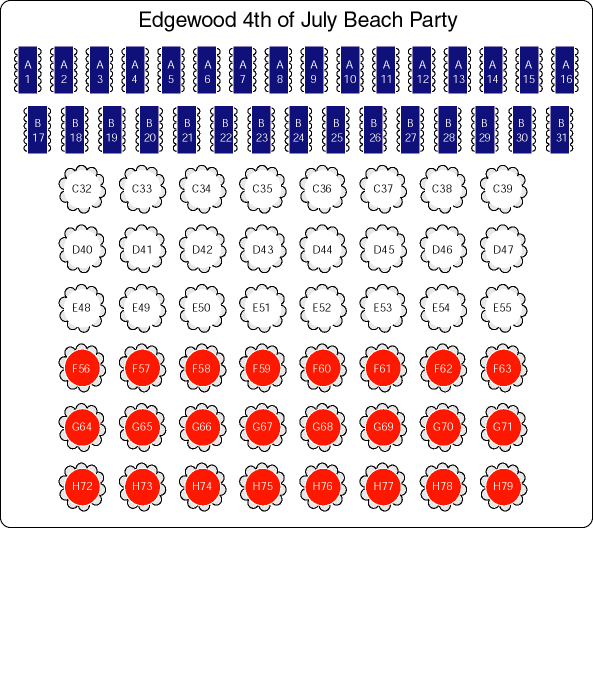 Edgewood 4th of July Beach Party
A A A A A A A A A A A A A A A A
1 2 3 4 5 6 7 8 9 10 11 12 13 14 15 16
B B B B B B B B B B B B B B B
17 18 19 20 21 22 23 24 25 26 27 28 29 30 31
C32 C33 C34 C35 C36 C37 C38 C39
D40 D41 D42 D43 D44 D45 D46 D47
E48 E49 E50 E51 E52 E53 E54 E55
F56 F57 F58 F59 F60 F61 F62 F63
G64 G65 G66 G67 G68 G69 G70 G71
H72 H73 H74 H75 H76 H77 H78 H79